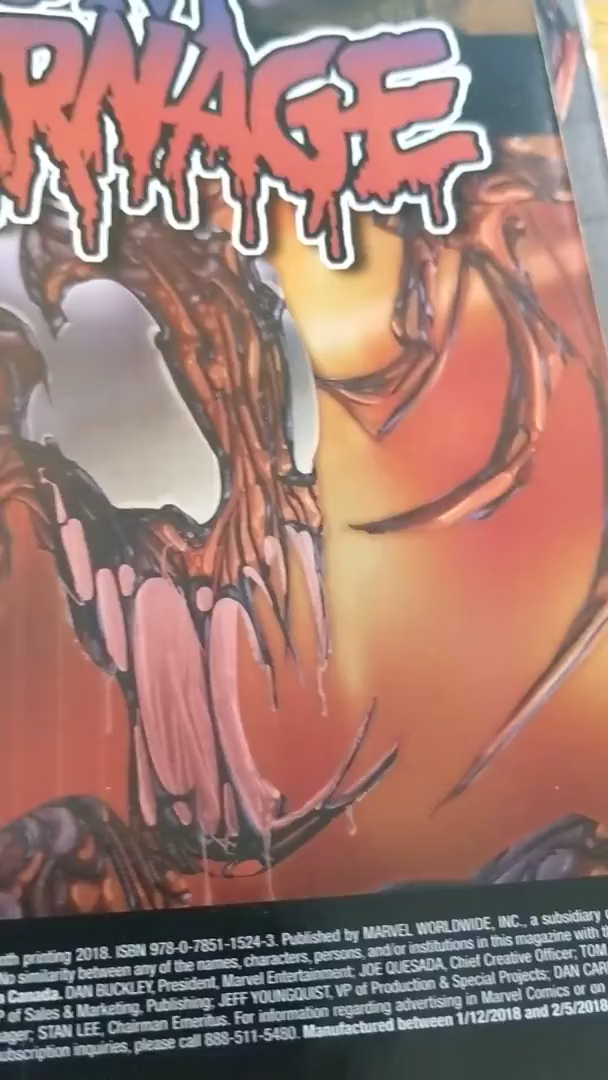 RNAGE
nth printing 2018. ISBN 978-0-7851-1524-3. Published by MARVEL WORLDWIDE, INC., a subsidiary
No similarity between any of the names, characters, persons, and/or institutions in this magazine with
Canada. DAN BUCKLEY, President, Marvel Entertainment; JOE QUESADA, Chief Creative Officer; TOM
P of Sales & Marketing, Publishing; JEFF YOUNGQUIST, VP of Production & Special Projects; DAN CAR
ager; STAN LEE, Chairman Emeritus. For information regarding advertising in Marvel Comics or on
ubscription inquiries, please call 888-511-5480. Manufactured between 1/12/2018 and 2/5/2018